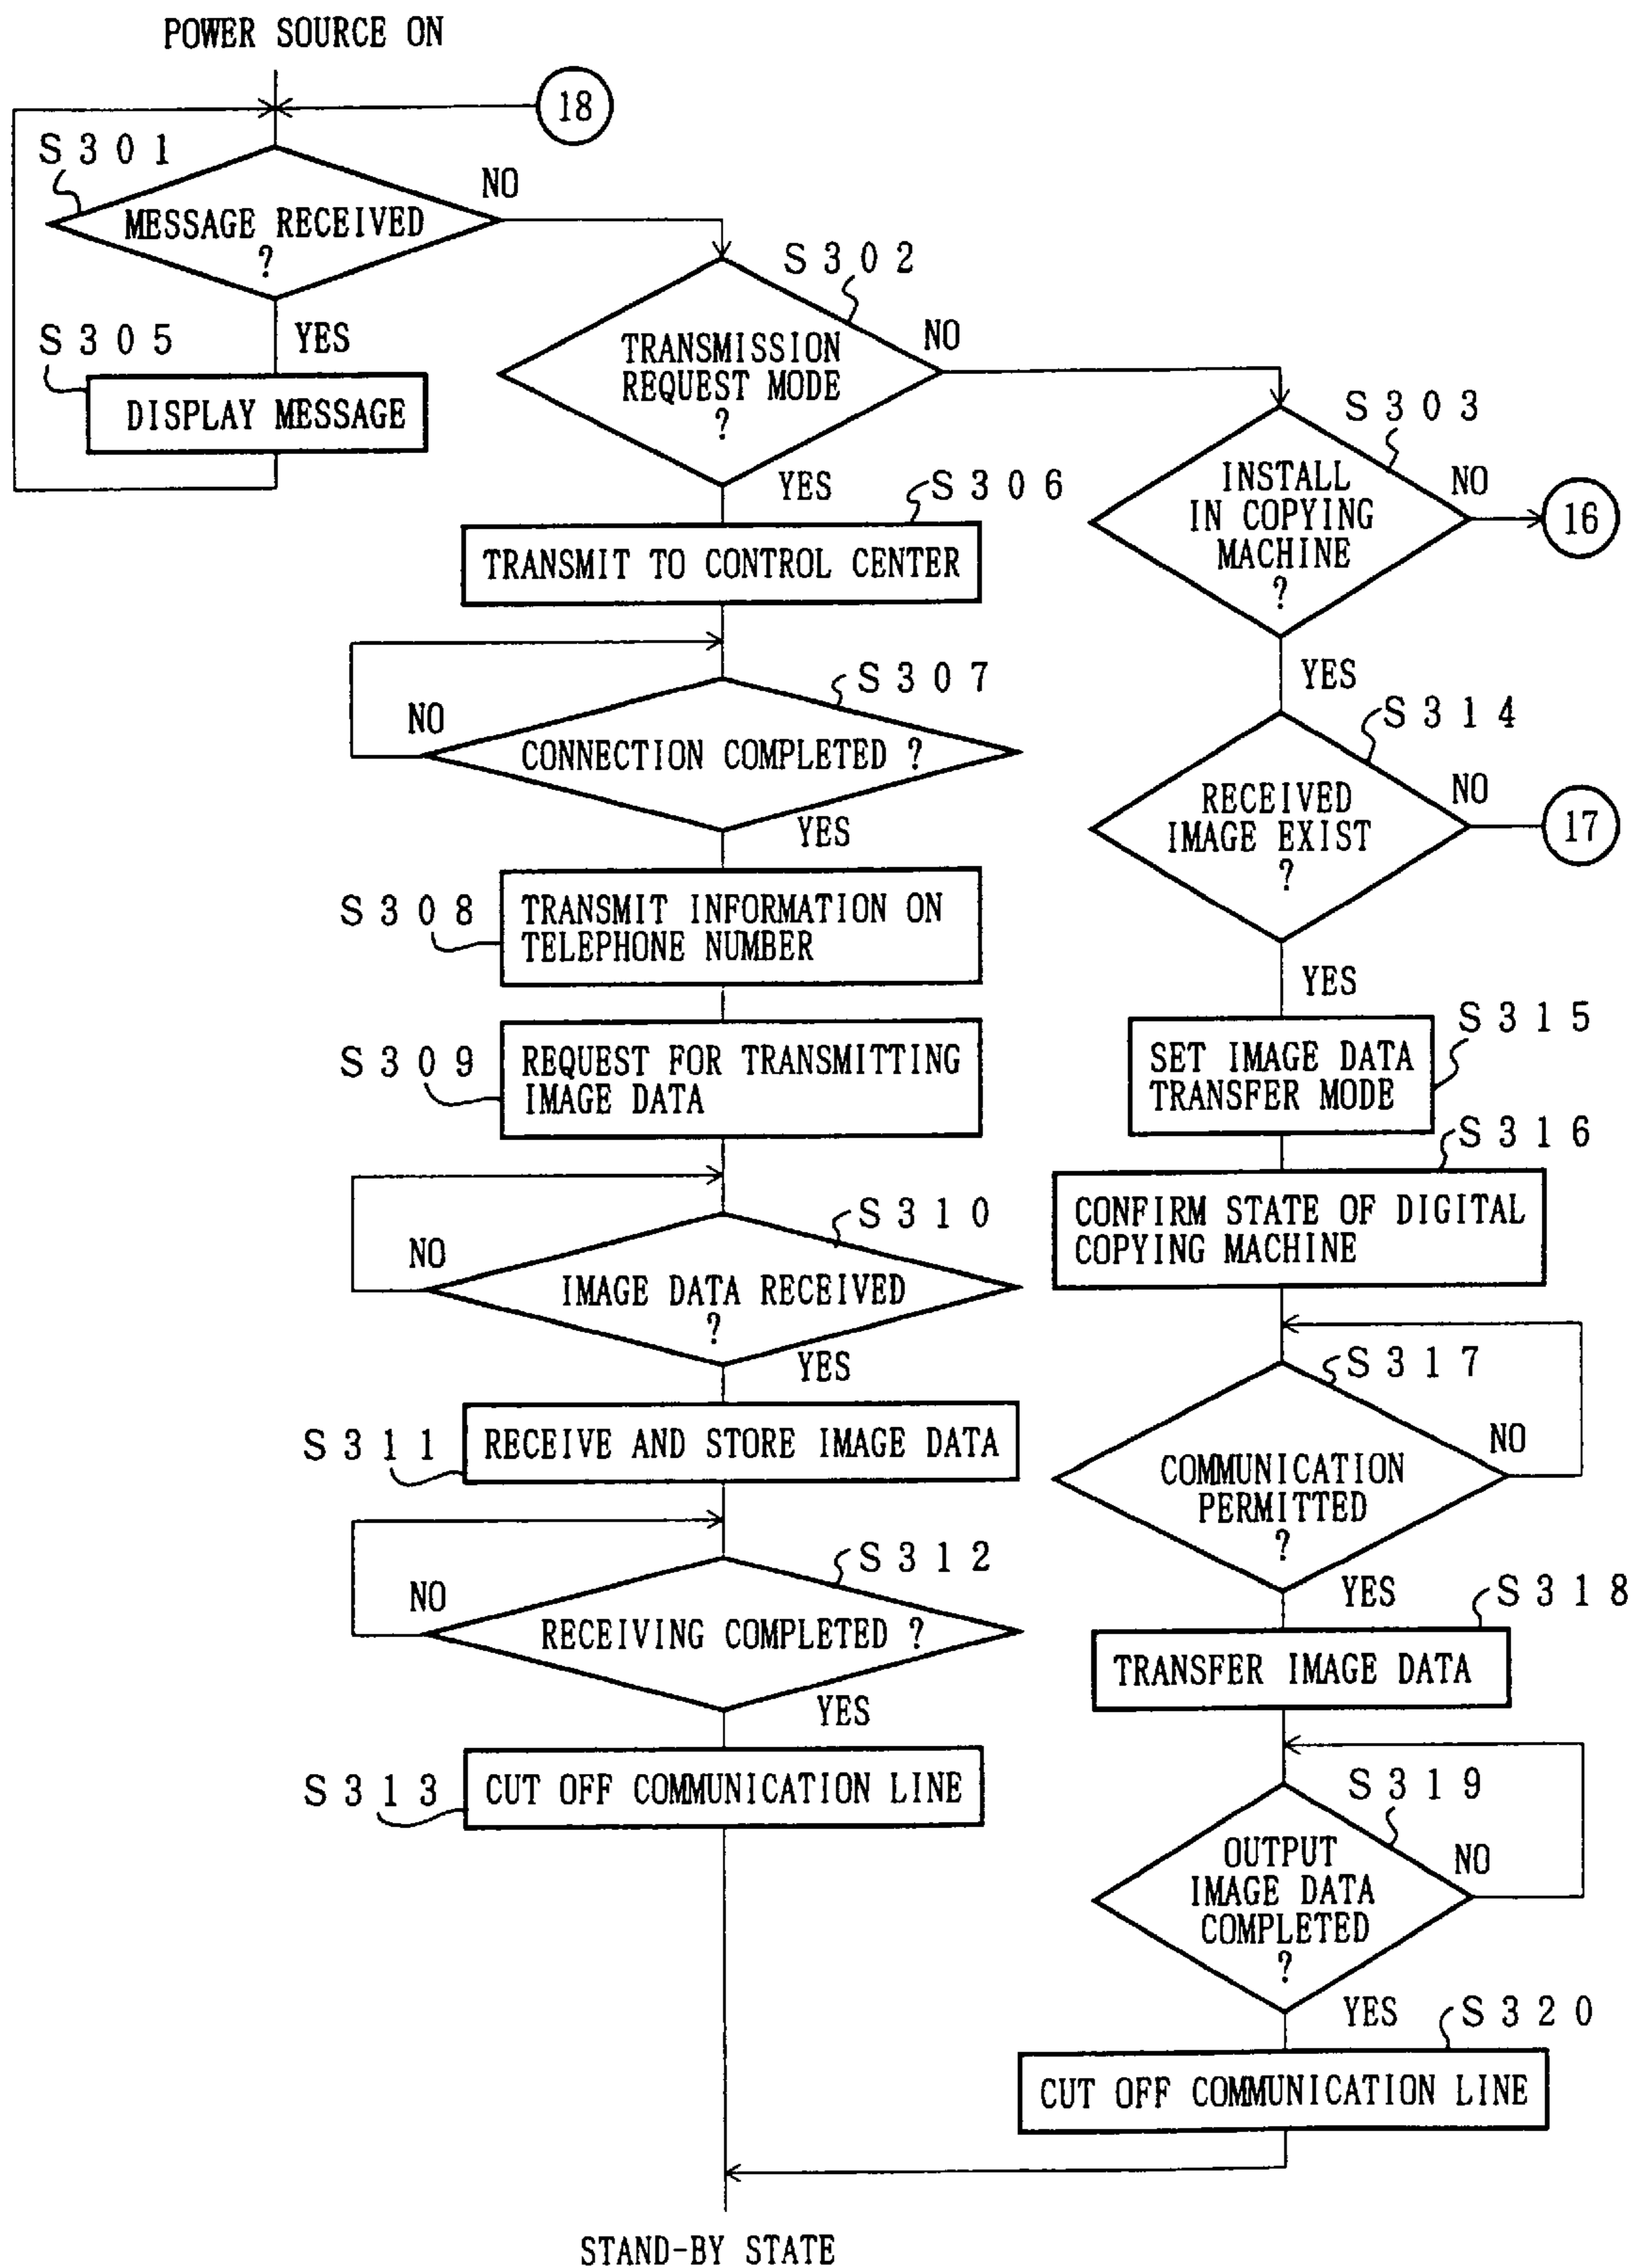 POWER SOURCE ON
18
S301
NO
MESSAGE RECEIVED
?
YES
S305
DISPLAY MESSAGE
S302
NO
TRANSMISSION
REQUEST MODE
?
YES
S303
NO
INSTALL
IN COPYING
MACHINE
?
16
YES
S306
TRANSMIT TO CONTROL CENTER
S307
NO
CONNECTION COMPLETED ?
YES
S308
TRANSMIT INFORMATION ON
TELEPHONE NUMBER
S309
REQUEST FOR TRANSMITTING
IMAGE DATA
S310
NO
IMAGE DATA RECEIVED
?
YES
S311
RECEIVE AND STORE IMAGE DATA
S312
NO
RECEIVING COMPLETED ?
YES
S313
CUT OFF COMMUNICATION LINE
S314
NO
RECEIVED
IMAGE EXIST
?
17
YES
S315
SET IMAGE DATA
TRANSFER MODE
S316
CONFIRM STATE OF DIGITAL
COPYING MACHINE
S317
NO
COMMUNICATION
PERMITTED
?
YES
S318
TRANSFER IMAGE DATA
S319
NO
OUTPUT
IMAGE DATA
COMPLETED
?
YES
S320
CUT OFF COMMUNICATION LINE
STAND-BY STATE